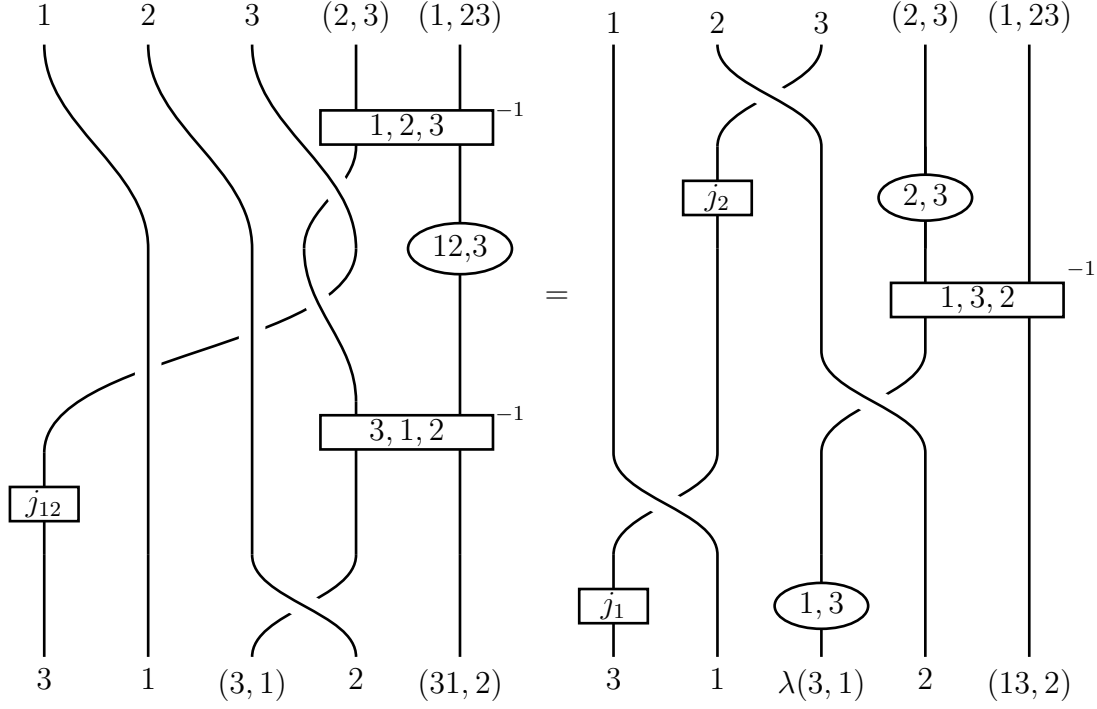 1 2 3 (2, 3) (1, 23)
1, 2, 3 −1
12,3
3, 1, 2 −1
j12
3 1 (3, 1) 2 (31, 2)
=
1 2 3 (2, 3) (1, 23)
j2 2, 3
1, 3, 2 −1
j1 1, 3
3 1 λ(3, 1) 2 (13, 2)